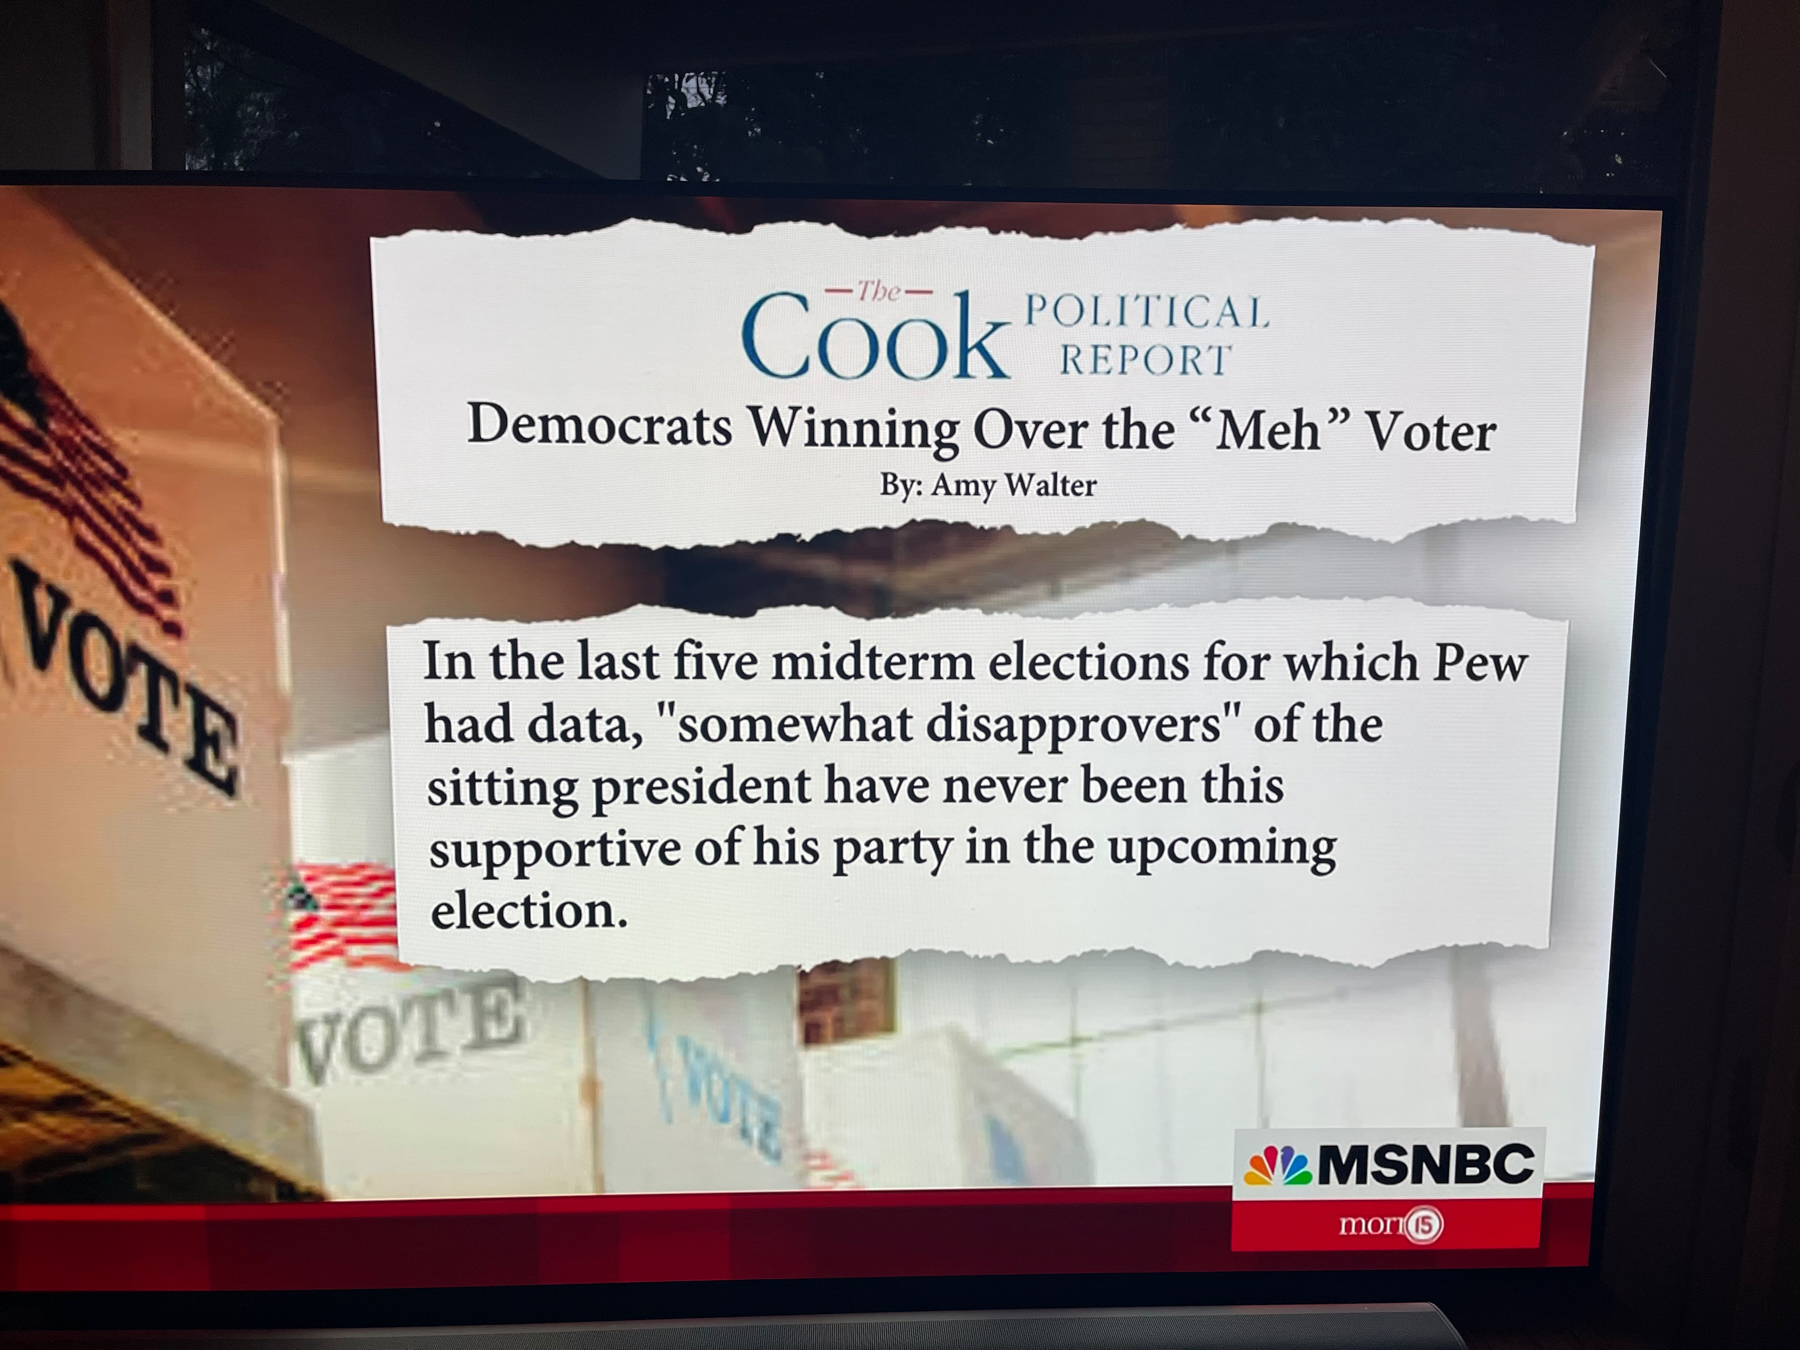 The
Cook POLITICAL
REPORT
Democrats Winning Over the “Meh” Voter
By: Amy Walter
In the last five midterm elections for which Pew
had data, "somewhat disapprovers" of the
sitting president have never been this
supportive of his party in the upcoming
election.
VOTE
VOTE
VOTE
MSNBC
15